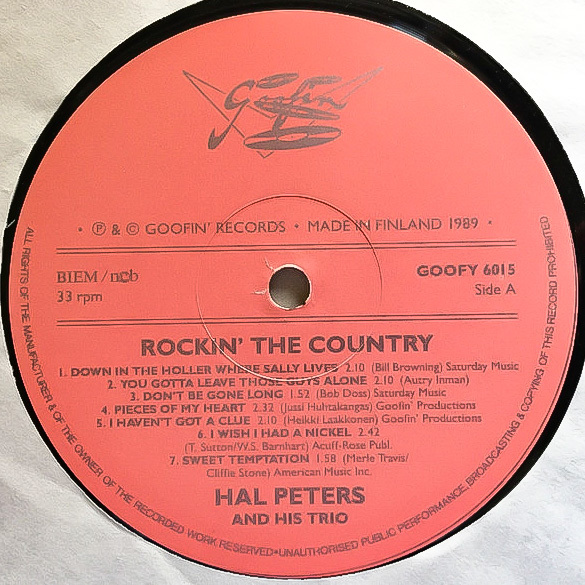 Goofin
• ℗ & © GOOFIN' RECORDS • MADE IN FINLAND 1989 •
BIEM/ncb
33 rpm
GOOFY 6015
Side A
ROCKIN' THE COUNTRY
1. DOWN IN THE HOLLER WHERE SALLY LIVES 2.10 (Bill Browning) Saturday Music
2. YOU GOTTA LEAVE THOSE GUYS ALONE 2.10 (Autry Inman)
3. DON'T BE GONE LONG 1.52 (Bob Doss) Saturday Music
4. PIECES OF MY HEART 2.32 (Jussi Huhtakangas) Goofin' Productions
5. I HAVEN'T GOT A CLUE 2.10 (Heikki Laakkonen) Goofin' Productions
6. I WISH I HAD A NICKEL 2.42
(T. Sutton/W.S. Barnhart) Acuff-Rose Publ.
7. SWEET TEMPTATION 1.58 (Merle Travis/
Cliffie Stone) American Music Inc.
HAL PETERS
AND HIS TRIO
ALL RIGHTS OF THE MANUFACTURER & OF THE OWNER OF THE RECORDED WORK RESERVED•UNAUTHORISED PUBLIC PERFORMANCE, BROADCASTING & COPYING OF THIS RECORD PROHIBITED